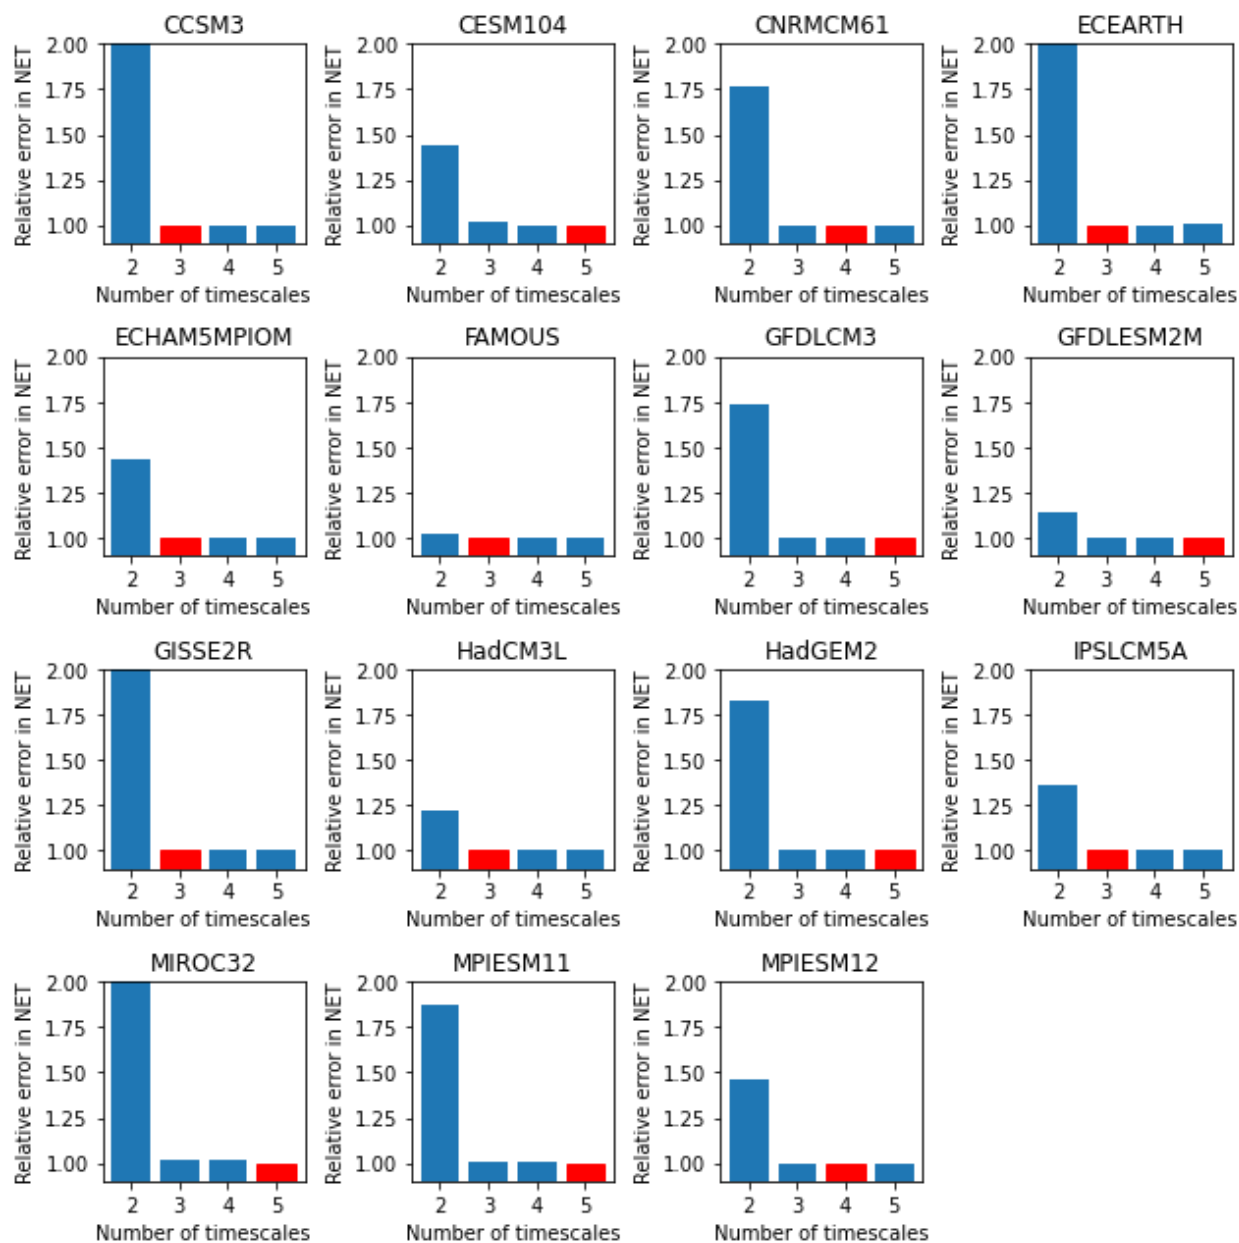 CCSM3 CESM104 CNRMCM61 ECEARTH
Relative error in NET Relative error in NET Relative error in NET Relative error in NET
2.00 2.00 2.00 2.00
1.75 1.75 1.75 1.75
1.50 1.50 1.50 1.50
1.25 1.25 1.25 1.25
1.00 1.00 1.00 1.00
2 3 4 5 2 3 4 5 2 3 4 5 2 3 4 5
Number of timescales Number of timescales Number of timescales Number of timescales
ECHAM5MPIOM FAMOUS GFDLCM3 GFDLESM2M
Relative error in NET Relative error in NET Relative error in NET Relative error in NET
2.00 2.00 2.00 2.00
1.75 1.75 1.75 1.75
1.50 1.50 1.50 1.50
1.25 1.25 1.25 1.25
1.00 1.00 1.00 1.00
2 3 4 5 2 3 4 5 2 3 4 5 2 3 4 5
Number of timescales Number of timescales Number of timescales Number of timescales
GISSE2R HadCM3L HadGEM2 IPSLCM5A
Relative error in NET Relative error in NET Relative error in NET Relative error in NET
2.00 2.00 2.00 2.00
1.75 1.75 1.75 1.75
1.50 1.50 1.50 1.50
1.25 1.25 1.25 1.25
1.00 1.00 1.00 1.00
2 3 4 5 2 3 4 5 2 3 4 5 2 3 4 5
Number of timescales Number of timescales Number of timescales Number of timescales
MIROC32 MPIESM11 MPIESM12
Relative error in NET Relative error in NET Relative error in NET
2.00 2.00 2.00
1.75 1.75 1.75
1.50 1.50 1.50
1.25 1.25 1.25
1.00 1.00 1.00
2 3 4 5 2 3 4 5 2 3 4 5
Number of timescales Number of timescales Number of timescales